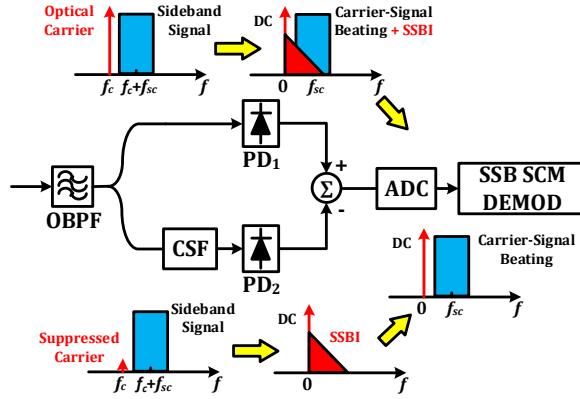 Optical
Carrier
Sideband
Signal
fc
fc+fsc
f
DC
Carrier-Signal
Beating + SSBI
0
fsc
f
OBPF
PD1
CSF
PD2
+
Σ
-
ADC
SSB SCM
DEMOD
DC
Carrier-Signal
Beating
0
fsc
f
Suppressed
Carrier
Sideband
Signal
fc
fc+fsc
f
DC
SSBI
0
f